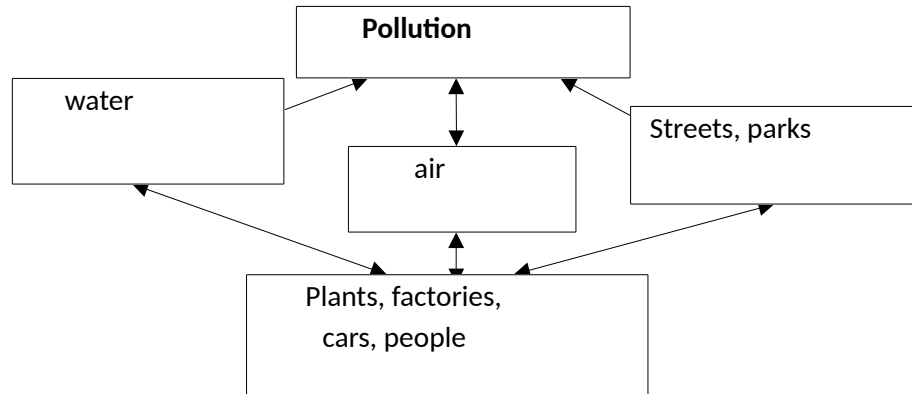 Pollution
water
Streets, parks
air
Plants, factories,
cars, people